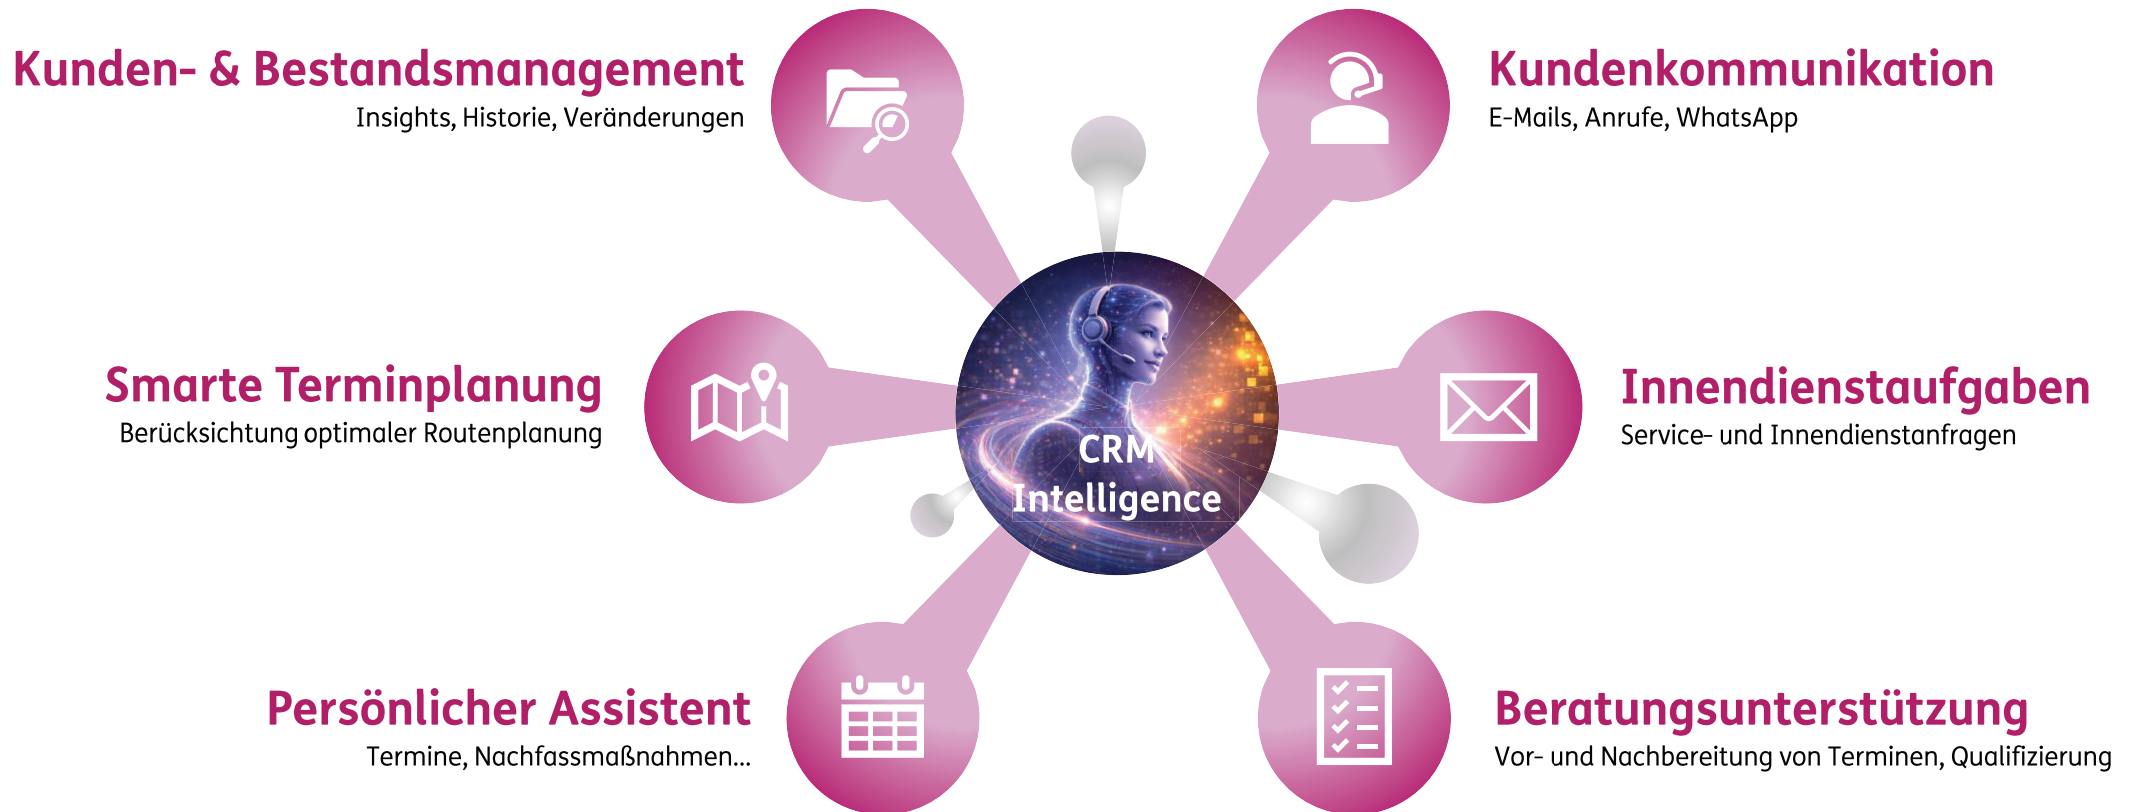 Kunden- & Bestandsmanagement
Insights, Historie, Veränderungen
Kundenkommunikation
E-Mails, Anrufe, WhatsApp
Smarte Terminplanung
Berücksichtung optimaler Routenplanung
CRM
Intelligence
Innendienstaufgaben
Service- und Innendienstanfragen
Persönlicher Assistent
Termine, Nachfassmaßnahmen...
Beratungsunterstützung
Vor- und Nachbereitung von Terminen, Qualifizierung